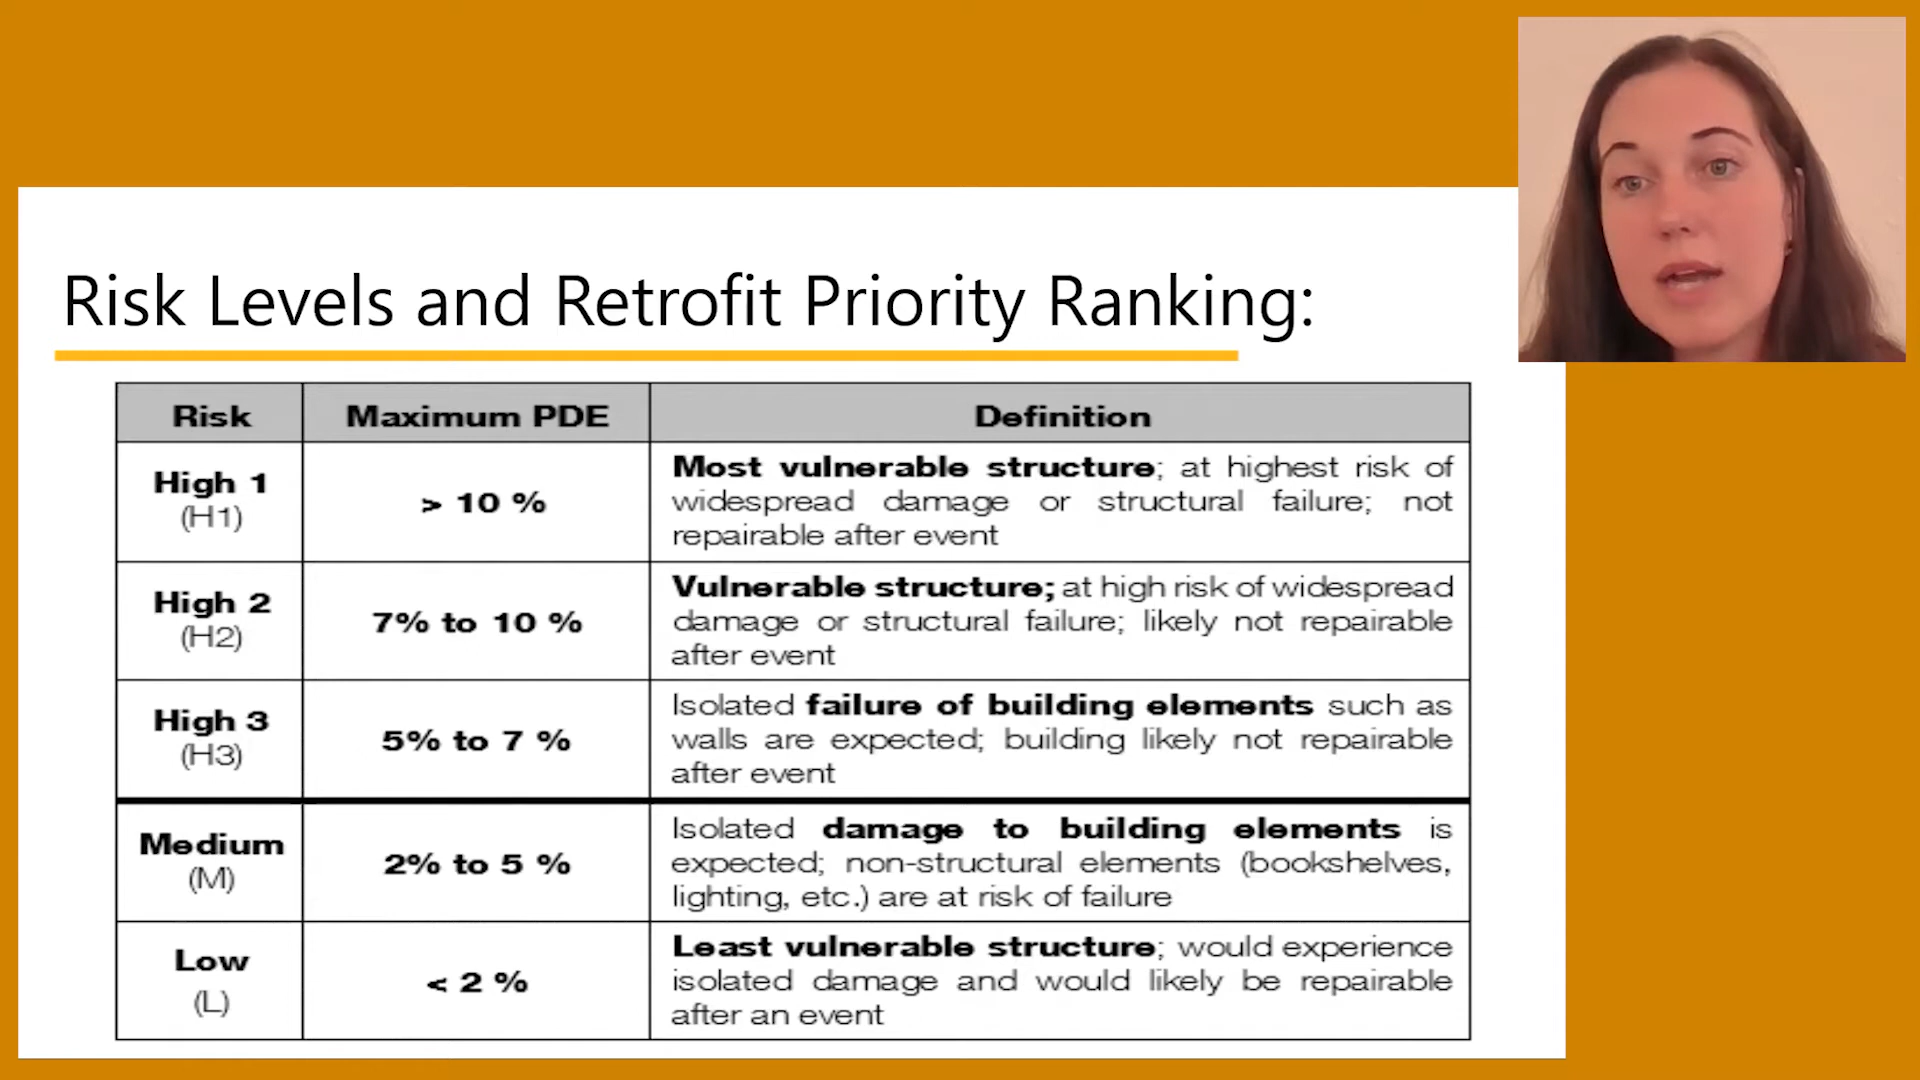 Risk Levels and Retrofit Priority Ranking:
Risk
Maximum PDE
Definition
High 1
(H1)
> 10 %
Most vulnerable structure; at highest risk of
widespread damage or structural failure; not
repairable after event
High 2
(H2)
7% to 10 %
Vulnerable structure; at high risk of widespread
damage or structural failure; likely not repairable
after event
High 3
(H3)
5% to 7 %
Isolated failure of building elements such as
walls are expected; building likely not repairable
after event
Medium
(M)
2% to 5 %
Isolated damage to building elements is
expected; non-structural elements (bookshelves,
lighting, etc.) are at risk of failure
Low
(L)
< 2 %
Least vulnerable structure; would experience
isolated damage and would likely be repairable
after an event